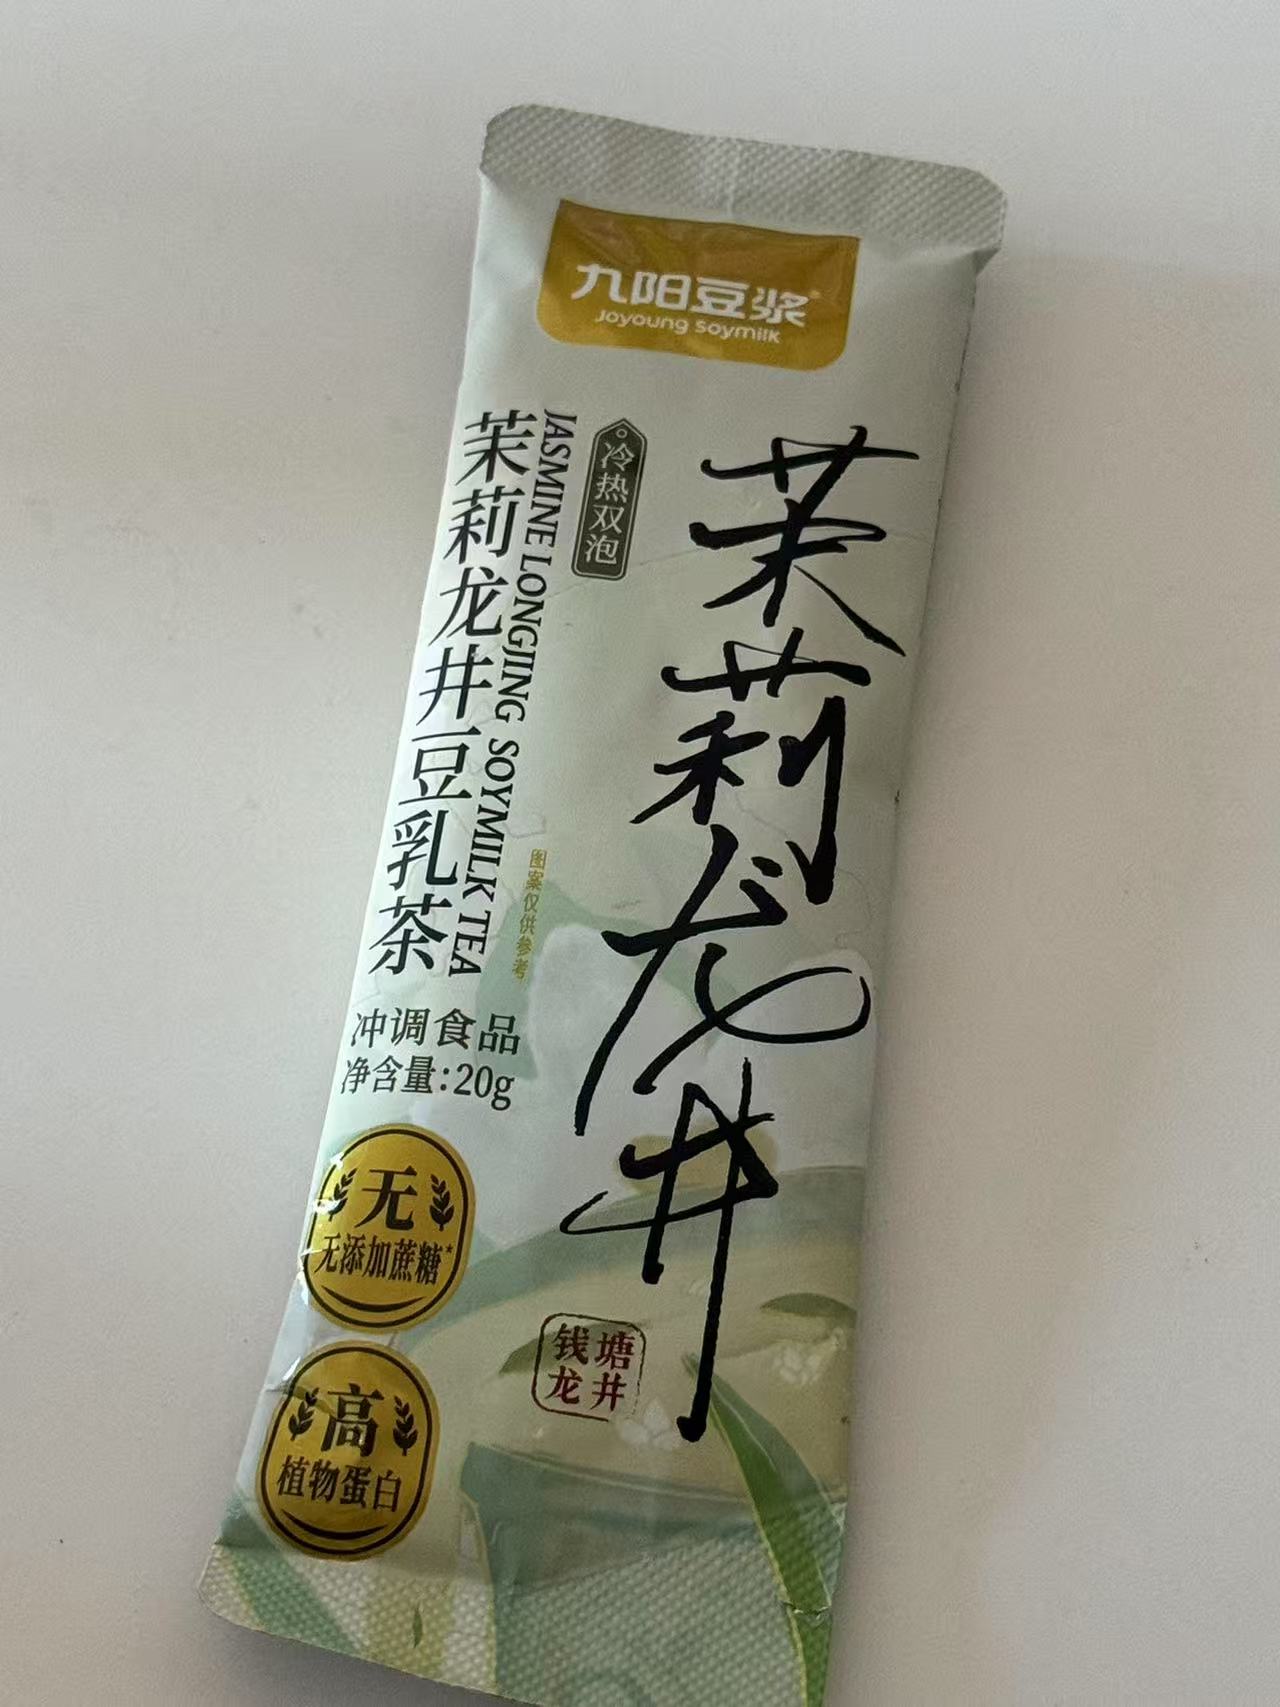 九阳豆浆®
Joyoung Soymilk
茉莉龙井
冷热双泡
JASMINE LONGJING SOYMILK TEA
茉莉龙井豆乳茶
图案仅供参考
冲调食品
净含量:20g
无
无添加蔗糖*
高
植物蛋白
钱塘
龙井